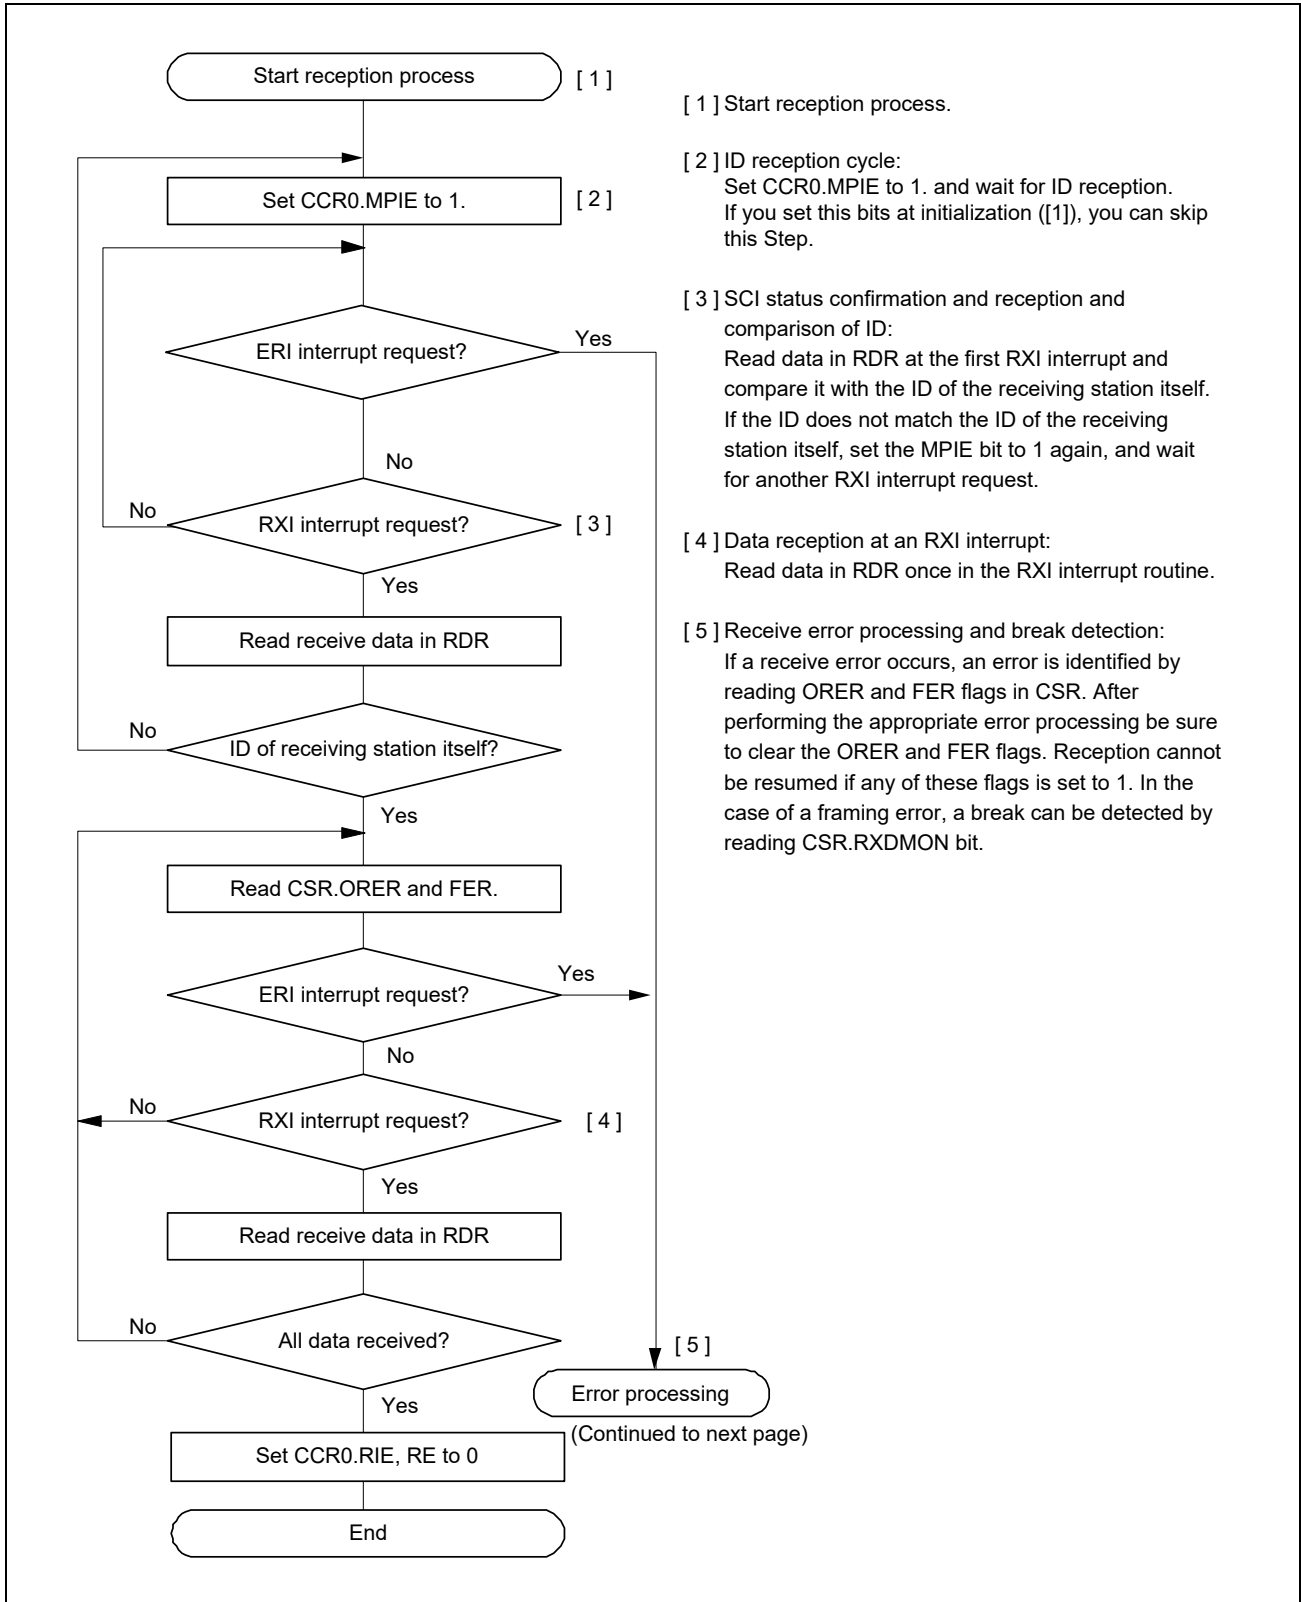 Start reception process
[ 1 ]
Set CCR0.MPIE to 1.
[ 2 ]
ERI interrupt request?
Yes
No
No
RXI interrupt request?
[ 3 ]
Yes
Read receive data in RDR
No
ID of receiving station itself?
Yes
Read CSR.ORER and FER.
ERI interrupt request?
Yes
No
No
RXI interrupt request?
[ 4 ]
Yes
Read receive data in RDR
No
All data received?
Yes
[ 5 ]
Error processing
(Continued to next page)
Set CCR0.RIE, RE to 0
End
[ 1 ] Start reception process.
[ 2 ] ID reception cycle:
Set CCR0.MPIE to 1. and wait for ID reception.
If you set this bits at initialization ([1]), you can skip
this Step.
[ 3 ] SCI status confirmation and reception and
comparison of ID:
Read data in RDR at the first RXI interrupt and
compare it with the ID of the receiving station itself.
If the ID does not match the ID of the receiving
station itself, set the MPIE bit to 1 again, and wait
for another RXI interrupt request.
[ 4 ] Data reception at an RXI interrupt:
Read data in RDR once in the RXI interrupt routine.
[ 5 ] Receive error processing and break detection:
If a receive error occurs, an error is identified by
reading ORER and FER flags in CSR. After
performing the appropriate error processing be sure
to clear the ORER and FER flags. Reception cannot
be resumed if any of these flags is set to 1. In the
case of a framing error, a break can be detected by
reading CSR.RXDMON bit.